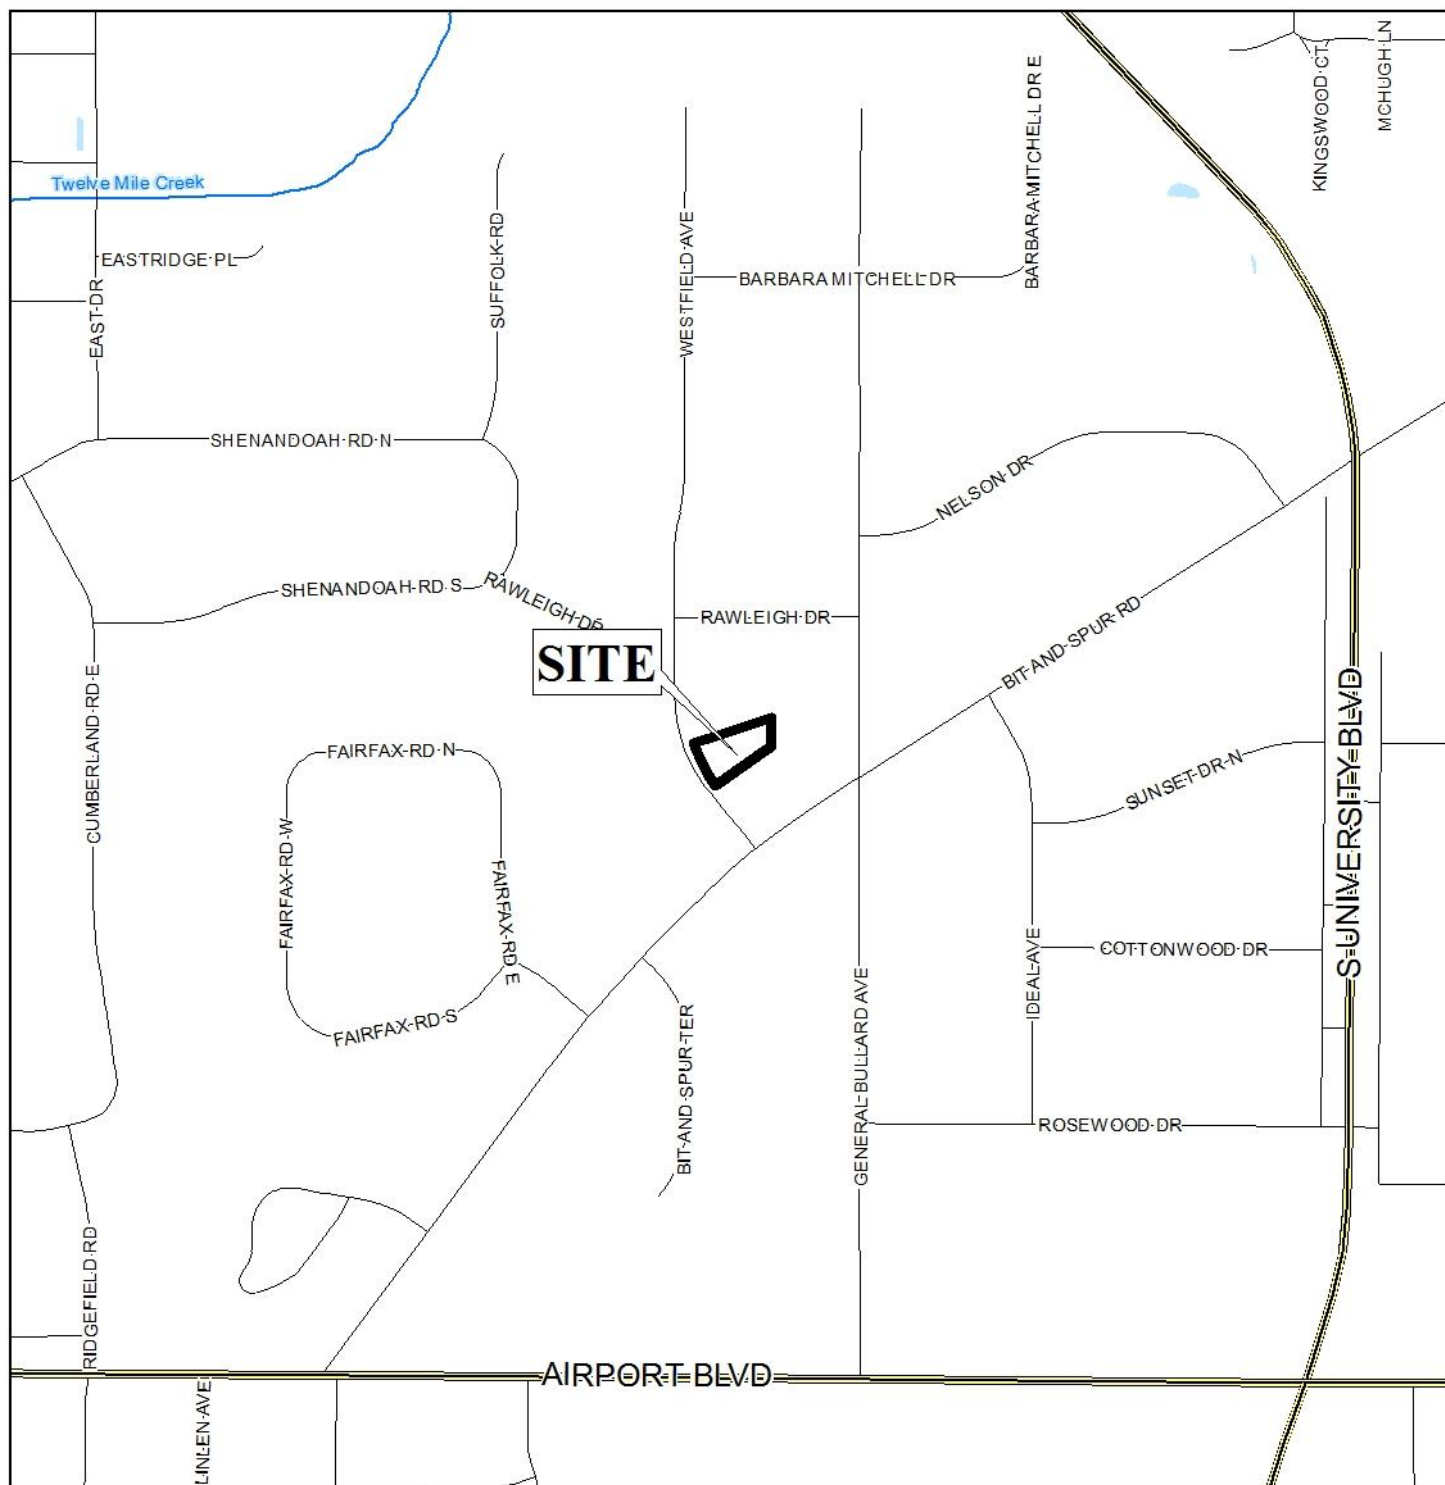 KINGSWOOD CT
MCHUGH LN
BARBARA MITCHELL DR E
Twelve Mile Creek
EASTRIDGE PL
EAST DR
SUFFOLK RD
WESTFIELD AVE
BARBARA MITCHELL DR
SHENANDOAH RD N
NELSON DR
SHENANDOAH RD S
RAWLEIGH DR
RAWLEIGH DR
BIT AND SPUR RD
SITE
CUMBERLAND RD E
FAIRFAX RD N
SUNSET DR N
S UNIVERSITY BLVD
FAIRFAX RD W
FAIRFAX RD E
COTTONWOOD DR
IDEAL AVE
FAIRFAX RD S
BIT AND SPUR TER
GENERAL BULLARD AVE
ROSEWOOD DR
RIDGEFIELD RD
AIRPORT BLVD
LINLEN AVE